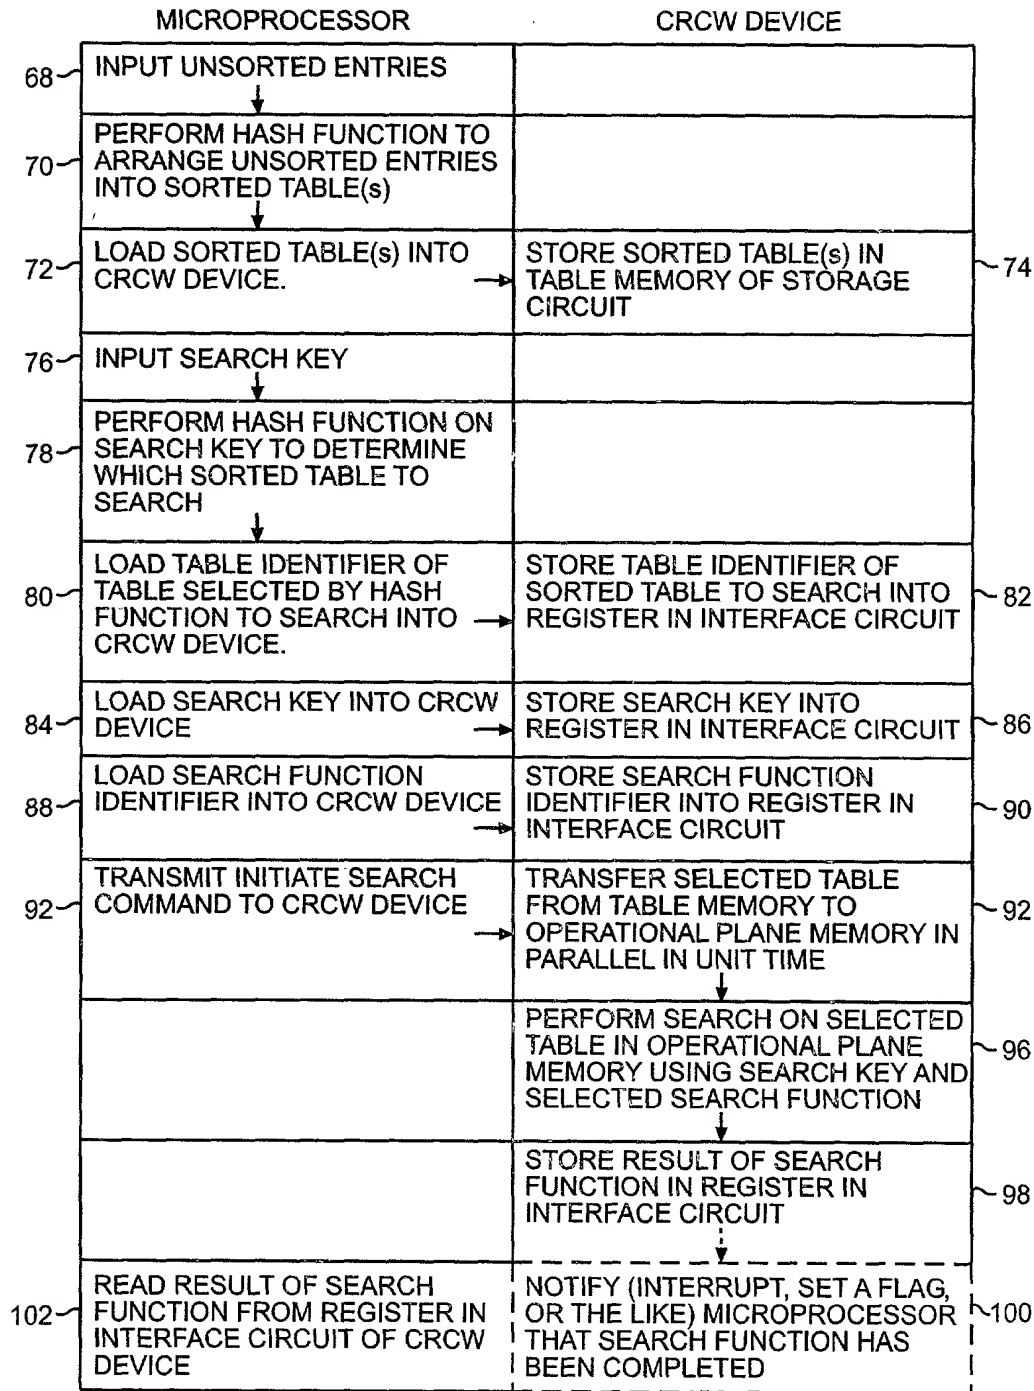 MICROPROCESSOR
CRCW DEVICE
68
INPUT UNSORTED ENTRIES
70
PERFORM HASH FUNCTION TO
ARRANGE UNSORTED ENTRIES
INTO SORTED TABLE(s)
72
LOAD SORTED TABLE(s) INTO
CRCW DEVICE.
STORE SORTED TABLE(s) IN
TABLE MEMORY OF STORAGE
CIRCUIT
74
76
INPUT SEARCH KEY
78
PERFORM HASH FUNCTION ON
SEARCH KEY TO DETERMINE
WHICH SORTED TABLE TO
SEARCH
80
LOAD TABLE IDENTIFIER OF
TABLE SELECTED BY HASH
FUNCTION TO SEARCH INTO
CRCW DEVICE.
STORE TABLE IDENTIFIER OF
SORTED TABLE TO SEARCH INTO
REGISTER IN INTERFACE CIRCUIT
82
84
LOAD SEARCH KEY INTO CRCW
DEVICE
STORE SEARCH KEY INTO
REGISTER IN INTERFACE CIRCUIT
86
88
LOAD SEARCH FUNCTION
IDENTIFIER INTO CRCW DEVICE
STORE SEARCH FUNCTION
IDENTIFIER INTO REGISTER IN
INTERFACE CIRCUIT
90
92
TRANSMIT INITIATE SEARCH
COMMAND TO CRCW DEVICE
TRANSFER SELECTED TABLE
FROM TABLE MEMORY TO
OPERATIONAL PLANE MEMORY IN
PARALLEL IN UNIT TIME
92
PERFORM SEARCH ON SELECTED
TABLE IN OPERATIONAL PLANE
MEMORY USING SEARCH KEY AND
SELECTED SEARCH FUNCTION
96
STORE RESULT OF SEARCH
FUNCTION IN REGISTER IN
INTERFACE CIRCUIT
98
102
READ RESULT OF SEARCH
FUNCTION FROM REGISTER IN
INTERFACE CIRCUIT OF CRCW
DEVICE
NOTIFY (INTERRUPT, SET A FLAG,
OR THE LIKE) MICROPROCESSOR
THAT SEARCH FUNCTION HAS
BEEN COMPLETED
100